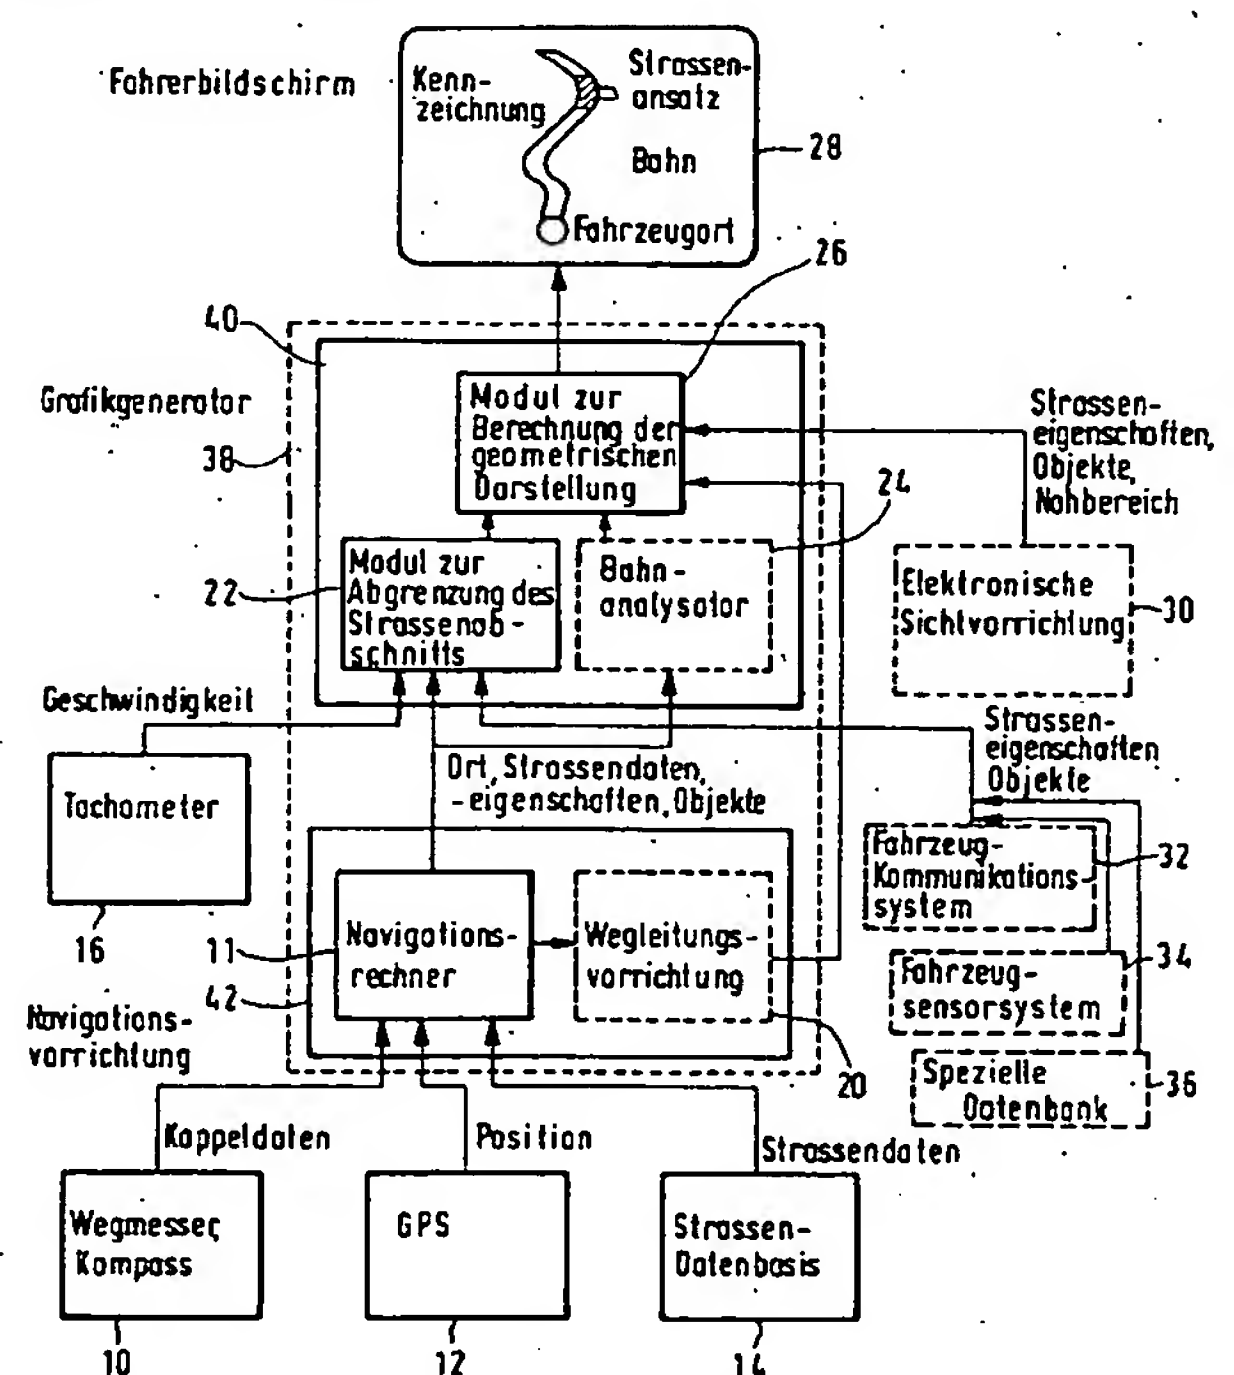 Fahrerbildschirm
Kenn-
zeichnung
Strassen-
ansatz
Bahn
Fahrzeugort
28
26
40
Grafikgenerator
38
Modul zur
Berechnung der
geometrischen
Darstellung
Strassen-
eigenschaften,
Objekte,
Nahbereich
24
22
Modul zur
Abgrenzung des
Strassenab-
schnitts
Bahn-
analysator
Elektronische
Sichtvorrichtung
30
Geschwindigkeit
Tachometer
16
Ort, Strassendaten,
-eigenschaften, Objekte
Strassen-
eigenschaften
Objekte
Fahrzeug-
Kommunikations-
system
32
11
Navigations-
rechner
Wegleitungs-
vorrichtung
42
Navigations-
vorrichtung
20
Fahrzeug-
sensorsystem
34
Spezielle
Datenbank
36
Koppeldaten
Position
Strassendaten
Wegmesser,
Kompass
GPS
Strassen-
Datenbasis
10
12
14